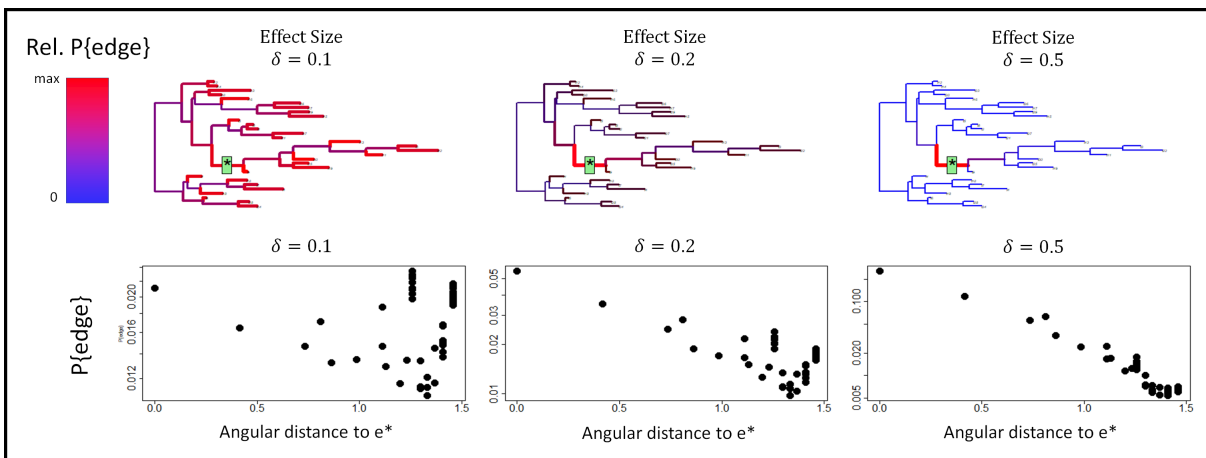 Rel. P{edge}
max
0
Effect Size
δ = 0.1
Effect Size
δ = 0.2
Effect Size
δ = 0.5
*
*
*
δ = 0.1
δ = 0.2
δ = 0.5
P{edge}
P{edge}
0.020
0.016
0.012
0.0
0.5
1.0
1.5
Angular distance to e*
0.05
0.03
0.02
0.01
0.0
0.5
1.0
1.5
Angular distance to e*
0.100
0.020
0.005
0.0
0.5
1.0
1.5
Angular distance to e*